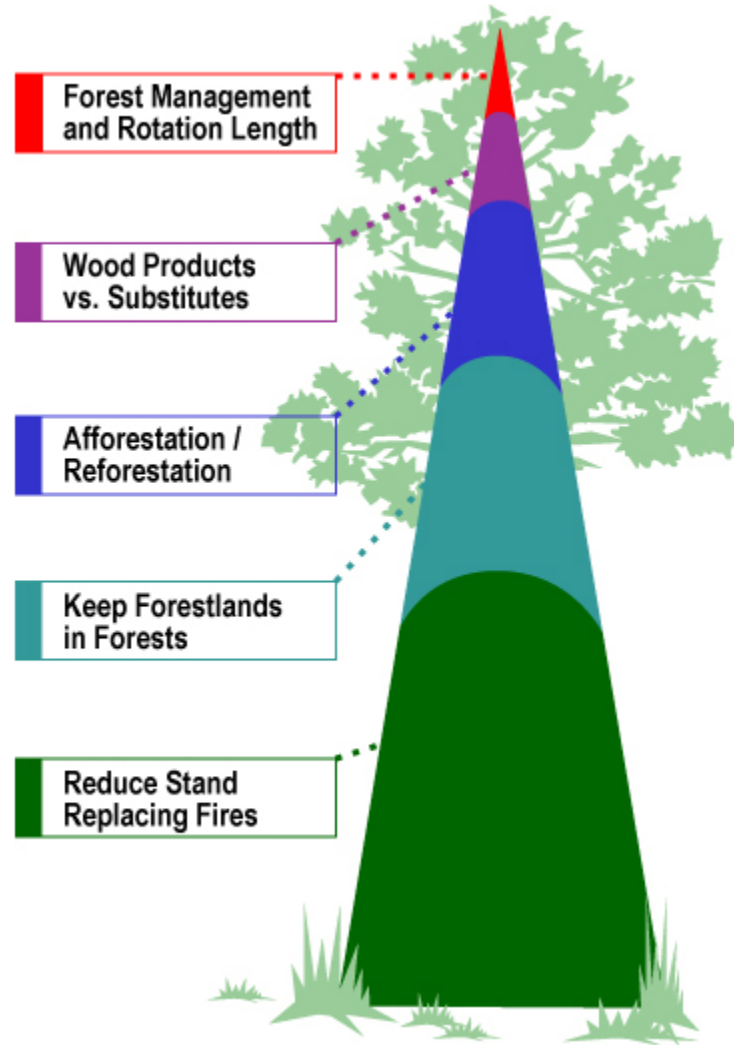 Forest Management
and Rotation Length
Wood Products
vs. Substitutes
Afforestation /
Reforestation
Keep Forestlands
in Forests
Reduce Stand
Replacing Fires